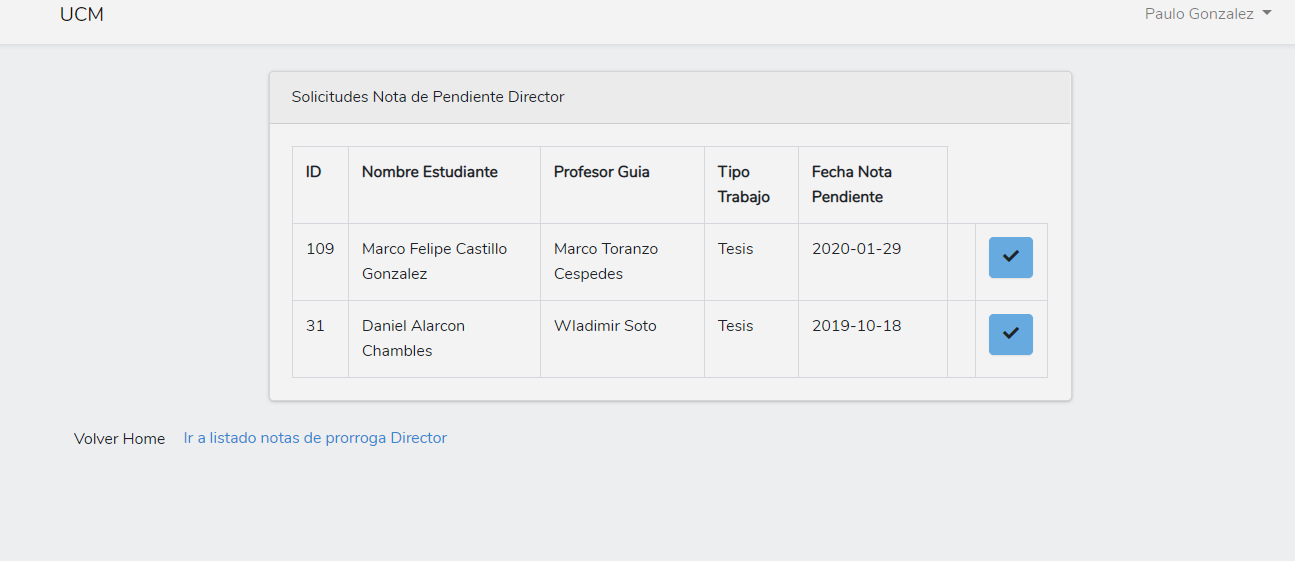 UCM
Paulo Gonzalez
Solicitudes Nota de Pendiente Director
ID Nombre Estudiante Profesor Guia Tipo Trabajo Fecha Nota Pendiente
109 Marco Felipe Castillo Gonzalez Marco Toranzo Cespedes Tesis 2020-01-29
31 Daniel Alarcon Chambles Wladimir Soto Tesis 2019-10-18
Volver Home Ir a listado notas de prorroga Director